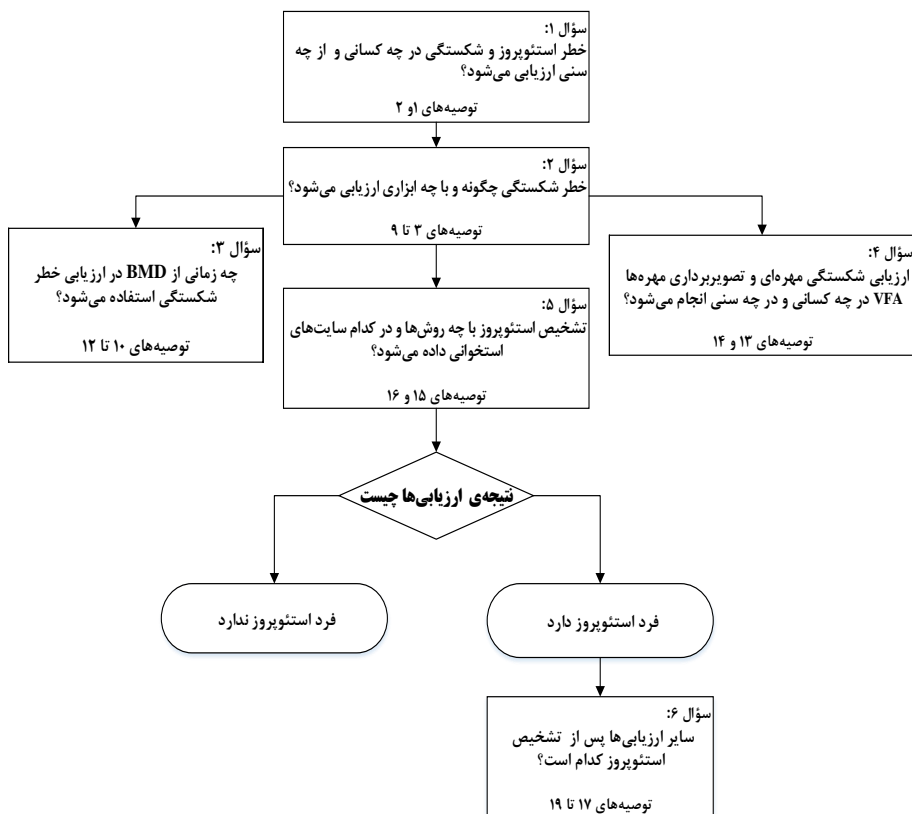 سؤال ۱:
خطر استئوپروز و شکستگی در چه کسانی و از چه
سنی ارزیابی می‌شود؟
توصیه‌های ۱و ۲
سؤال ۲:
خطر شکستگی چگونه و با چه ابزاری ارزیابی می‌شود؟
توصیه‌های ۳ تا ۹
سؤال ۳:
چه زمانی از BMD در ارزیابی خطر
شکستگی استفاده می‌شود؟
توصیه‌های ۱۰ تا ۱۲
سؤال ۴:
ارزیابی شکستگی مهره‌ای و تصویربرداری مهره‌ها
VFA در چه کسانی و در چه سنی انجام می‌شود؟
توصیه‌های ۱۳ و ۱۴
سؤال ۵:
تشخیص استئوپروز با چه روش‌ها و در کدام سایت‌های
استخوانی داده می‌شود؟
توصیه‌های ۱۵ و ۱۶
نتیجه‌ی ارزیابی‌ها چیست
فرد استئوپروز دارد
فرد استئوپروز ندارد
سؤال ۶:
سایر ارزیابی‌ها پس از تشخیص
استئوپروز کدام است؟
توصیه‌های ۱۷ تا ۱۹